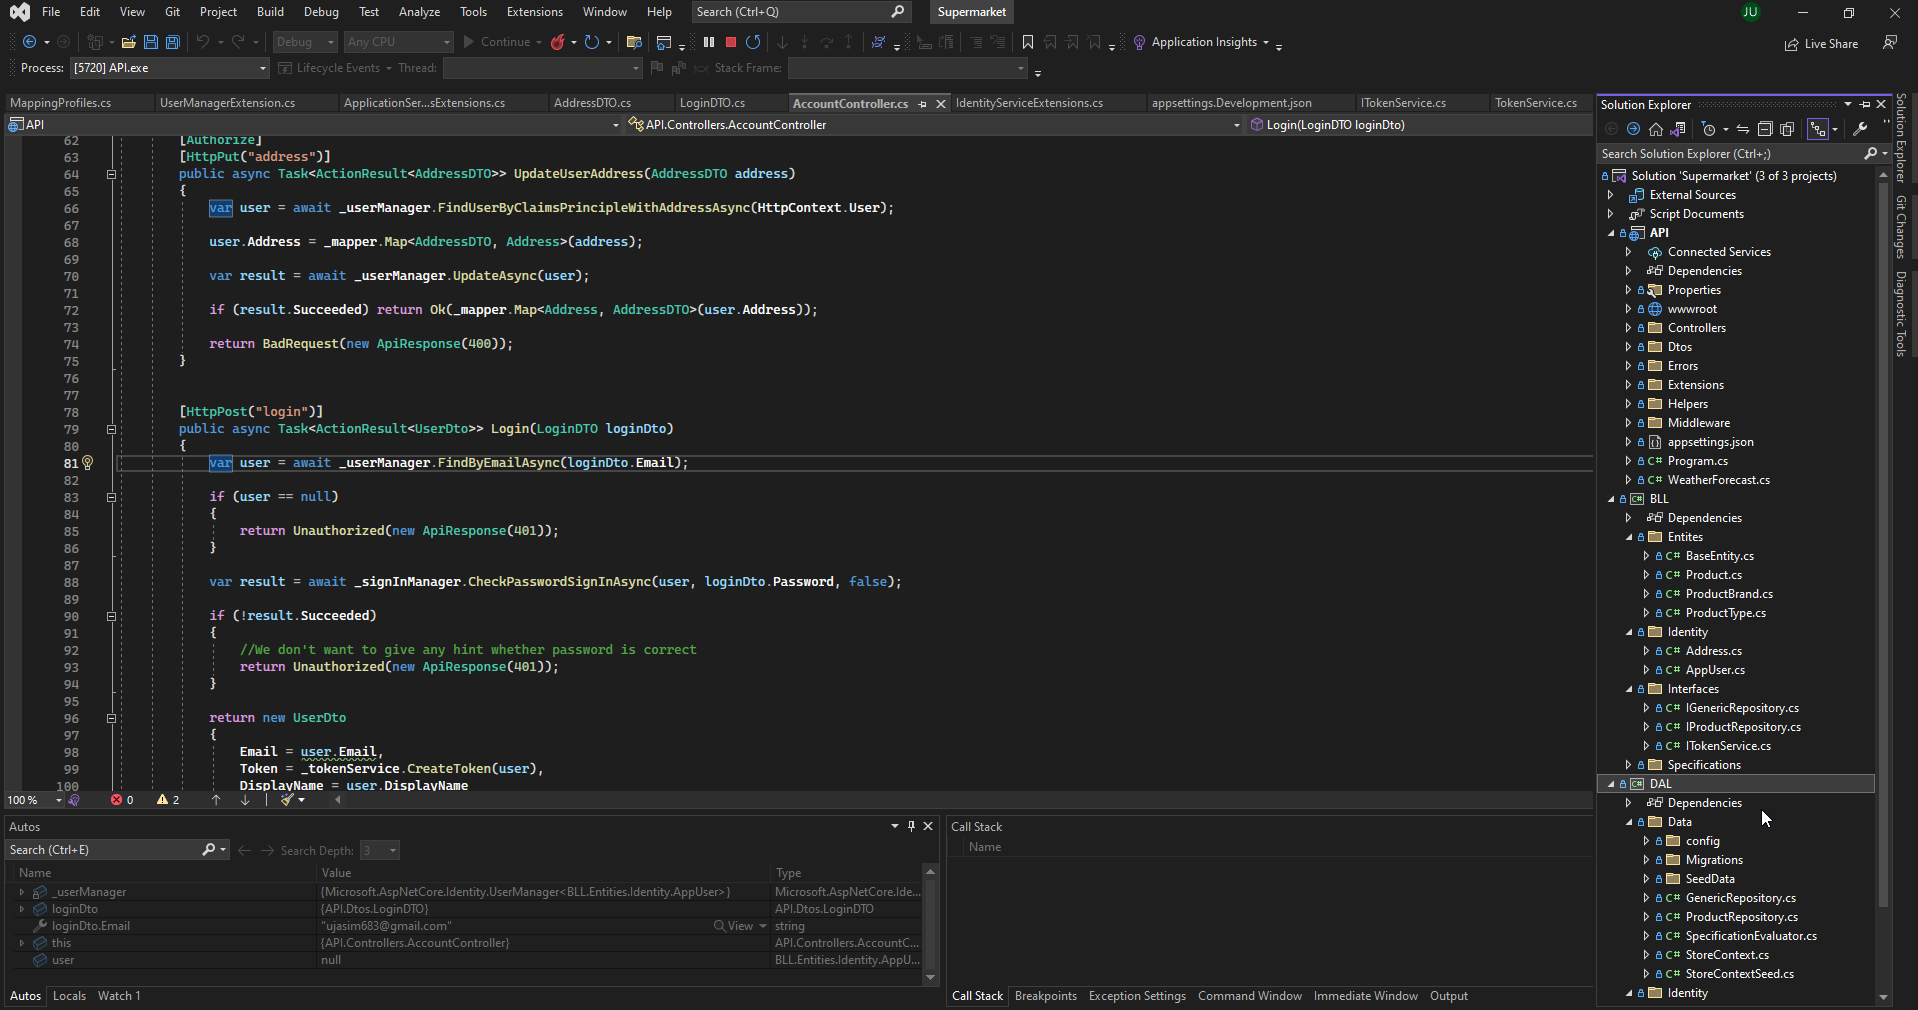 File Edit View Git Project Build Debug Test Analyze Tools Extensions Window Help Search (Ctrl+Q) Supermarket JU
Debug Any CPU Continue Application Insights Live Share
Process: [5720] API.exe Lifecycle Events Thread: Stack Frame:
MappingProfiles.cs UserManagerExtension.cs ApplicationSer...sExtensions.cs AddressDTO.cs LoginDTO.cs AccountController.cs IdentityServiceExtensions.cs appsettings.Development.json ITokenService.cs TokenService.cs
API API.Controllers.AccountController Login(LoginDTO loginDto)
62 [Authorize]
63 [HttpPut("address")]
64 public async Task<ActionResult<AddressDTO>> UpdateUserAddress(AddressDTO address)
65 {
66 var user = await _userManager.FindUserByClaimsPrincipleWithAddressAsync(HttpContext.User);
67
68 user.Address = _mapper.Map<AddressDTO, Address>(address);
69
70 var result = await _userManager.UpdateAsync(user);
71
72 if (result.Succeeded) return Ok(_mapper.Map<Address, AddressDTO>(user.Address));
73
74 return BadRequest(new ApiResponse(400));
75 }
76
77
78 [HttpPost("login")]
79 public async Task<ActionResult<UserDto>> Login(LoginDTO loginDto)
80 {
81 var user = await _userManager.FindByEmailAsync(loginDto.Email);
82
83 if (user == null)
84 {
85 return Unauthorized(new ApiResponse(401));
86 }
87
88 var result = await _signInManager.CheckPasswordSignInAsync(user, loginDto.Password, false);
89
90 if (!result.Succeeded)
91 {
92 //We don't want to give any hint whether password is correct
93 return Unauthorized(new ApiResponse(401));
94 }
95
96 return new UserDto
97 {
98 Email = user.Email,
99 Token = _tokenService.CreateToken(user),
100 DisplayName = user.DisplayName
100 % 0 2
Autos
Search (Ctrl+E) Search Depth: 3
Name Value Type
_userManager {Microsoft.AspNetCore.Identity.UserManager<BLL.Entities.Identity.AppUser>} Microsoft.AspNetCore.Ide...
loginDto {API.Dtos.LoginDTO} API.Dtos.LoginDTO
loginDto.Email "ujasim683@gmail.com" View string
this {API.Controllers.AccountController} API.Controllers.AccountC...
user null BLL.Entities.Identity.AppU...
Autos Locals Watch 1
Call Stack
Name
Call Stack Breakpoints Exception Settings Command Window Immediate Window Output
Solution Explorer
Search Solution Explorer (Ctrl+;)
Solution 'Supermarket' (3 of 3 projects)
External Sources
Script Documents
API
Connected Services
Dependencies
Properties
wwwroot
Controllers
Dtos
Errors
Extensions
Helpers
Middleware
appsettings.json
C# Program.cs
C# WeatherForecast.cs
C# BLL
Dependencies
Entites
C# BaseEntity.cs
C# Product.cs
C# ProductBrand.cs
C# ProductType.cs
Identity
C# Address.cs
C# AppUser.cs
Interfaces
C# IGenericRepository.cs
C# IProductRepository.cs
C# ITokenService.cs
Specifications
C# DAL
Dependencies
Data
config
Migrations
SeedData
C# GenericRepository.cs
C# ProductRepository.cs
C# SpecificationEvaluator.cs
C# StoreContext.cs
C# StoreContextSeed.cs
Identity
Solution Explorer
Git Changes
Diagnostic Tools